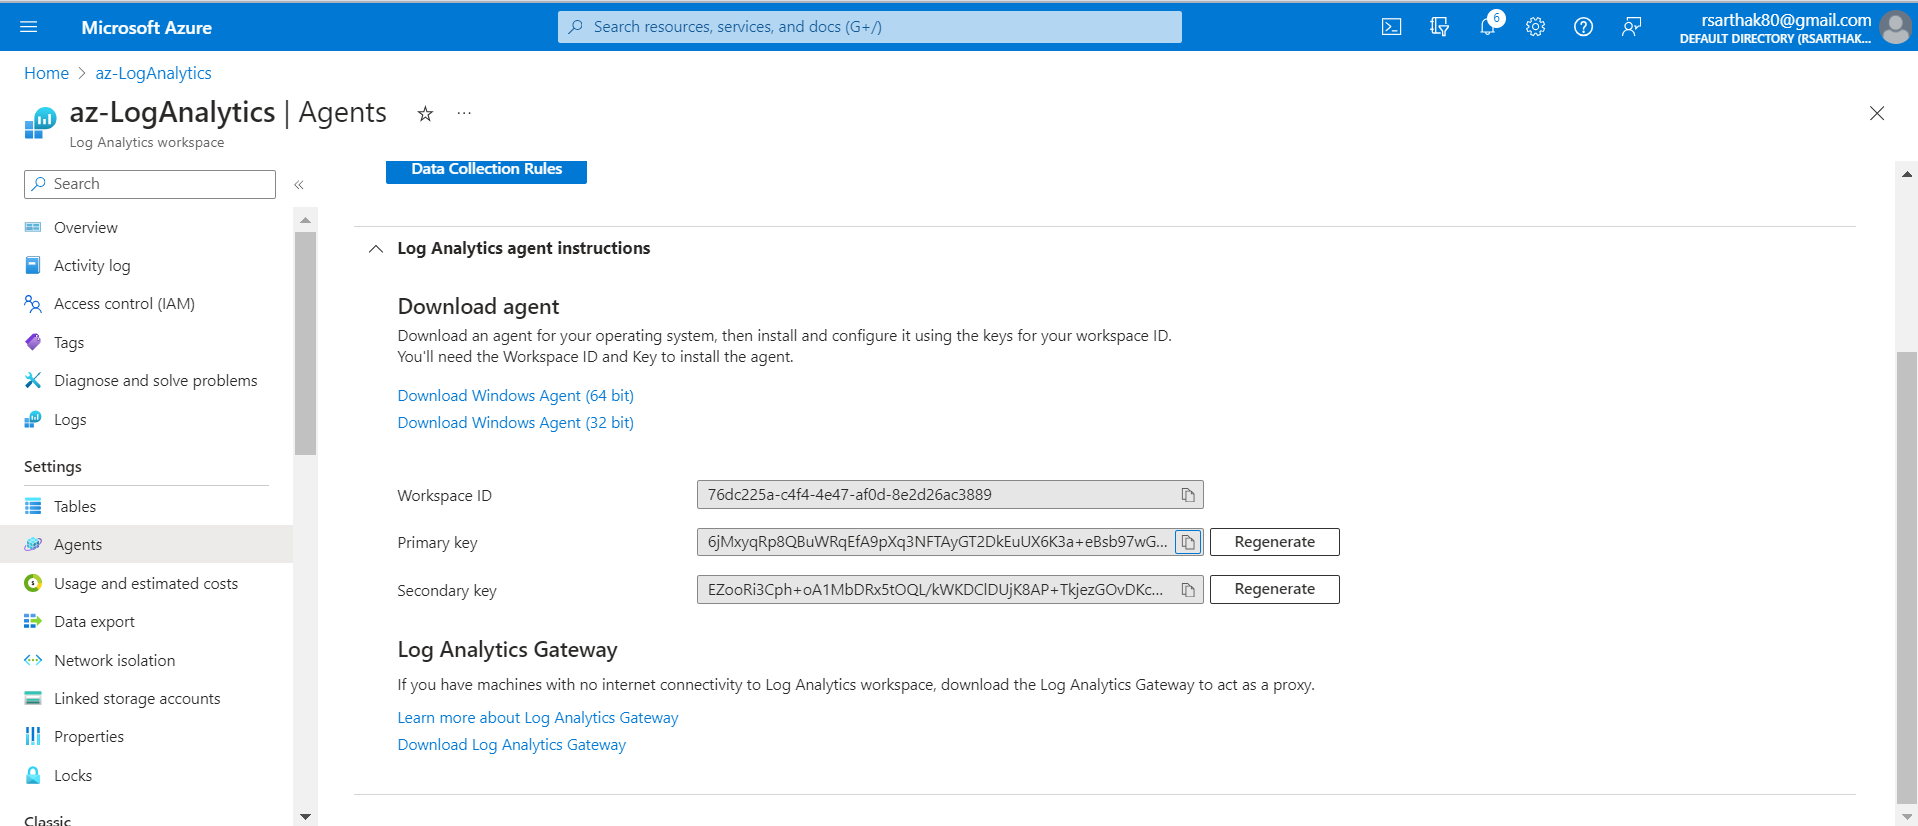 Microsoft Azure
Search resources, services, and docs (G+/)
6
rsarthak80@gmail.com
DEFAULT DIRECTORY (RSARTHAK...
Home > az-LogAnalytics
az-LogAnalytics | Agents
Log Analytics workspace
Search
Overview
Activity log
Access control (IAM)
Tags
Diagnose and solve problems
Logs
Settings
Tables
Agents
Usage and estimated costs
Data export
Network isolation
Linked storage accounts
Properties
Locks
Classic
Data Collection Rules
Log Analytics agent instructions
Download agent
Download an agent for your operating system, then install and configure it using the keys for your workspace ID.
You'll need the Workspace ID and Key to install the agent.
Download Windows Agent (64 bit)
Download Windows Agent (32 bit)
Workspace ID 76dc225a-c4f4-4e47-af0d-8e2d26ac3889
Primary key 6jMxyqRp8QBuWRqEfA9pXq3NFTAyGT2DkEuUX6K3a+eBsb97wG... Regenerate
Secondary key EZooRi3Cph+oA1MbDRx5tOQL/kWKDClDUjK8AP+TkjezGOvDKc... Regenerate
Log Analytics Gateway
If you have machines with no internet connectivity to Log Analytics workspace, download the Log Analytics Gateway to act as a proxy.
Learn more about Log Analytics Gateway
Download Log Analytics Gateway